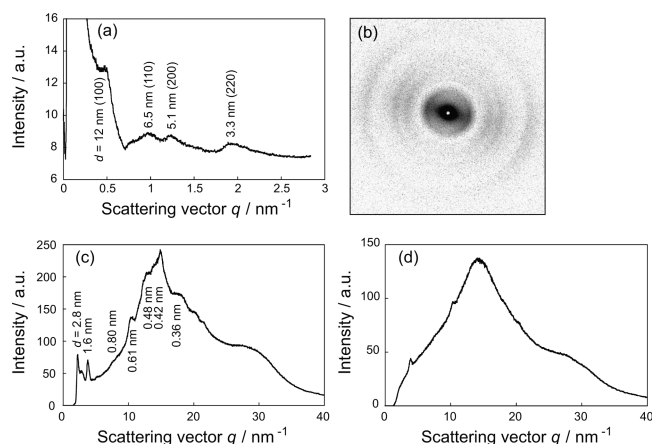 (a)
Intensity / a.u.
16
14
12
10
8
6
d = 12 nm (100)
6.5 nm (110)
5.1 nm (200)
3.3 nm (220)
0 0.5 1 1.5 2 2.5 3
Scattering vector q / nm -1
(b)
(c)
Intensity / a.u.
250
200
150
100
50
0
d = 2.8 nm
1.6 nm
0.80 nm
0.61 nm
0.48 nm
0.42 nm
0.36 nm
0 10 20 30 40
Scattering vector q / nm -1
(d)
Intensity / a.u.
150
100
50
0
0 10 20 30 40
Scattering vector q / nm -1